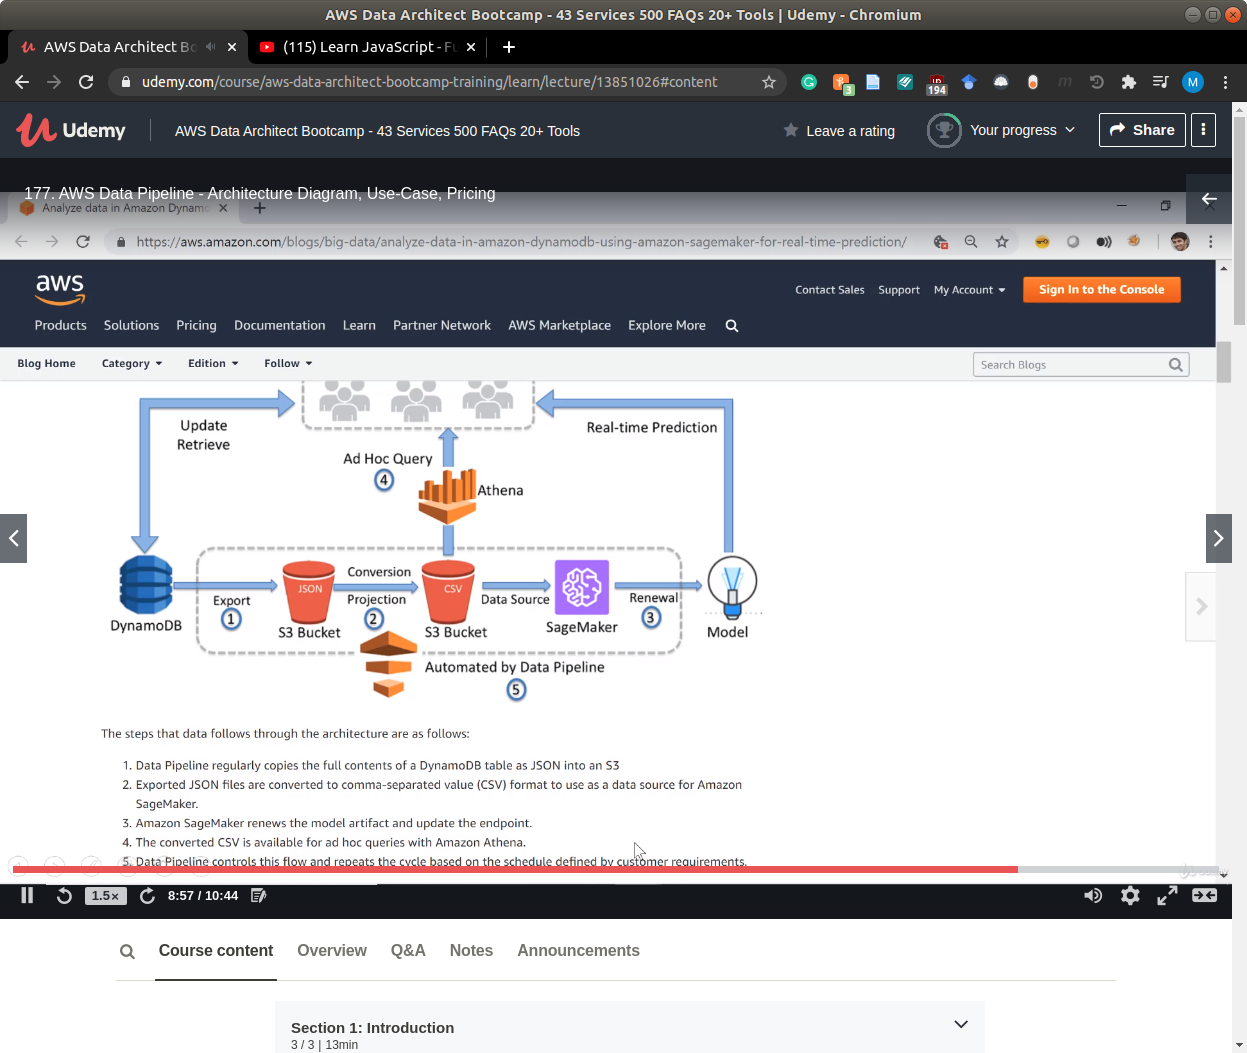 AWS Data Architect Bootcamp - 43 Services 500 FAQs 20+ Tools | Udemy - Chromium
AWS Data Architect Bo
(115) Learn JavaScript - Fu
udemy.com/course/aws-data-architect-bootcamp-training/learn/lecture/13851026#content
3
194
M
Udemy
AWS Data Architect Bootcamp - 43 Services 500 FAQs 20+ Tools
Leave a rating
Your progress
Share
177. AWS Data Pipeline - Architecture Diagram, Use-Case, Pricing
Analyze data in Amazon Dynamo
https://aws.amazon.com/blogs/big-data/analyze-data-in-amazon-dynamodb-using-amazon-sagemaker-for-real-time-prediction/
aws
Contact Sales Support My Account
Sign In to the Console
Products Solutions Pricing Documentation Learn Partner Network AWS Marketplace Explore More
Blog Home Category Edition Follow
Search Blogs
Update
Retrieve
Real-time Prediction
Ad Hoc Query
4
Athena
JSON
Conversion
CSV
Export
Projection
Data Source
Renewal
1
2
3
DynamoDB
S3 Bucket
S3 Bucket
SageMaker
Model
Automated by Data Pipeline
5
The steps that data follows through the architecture are as follows:
1. Data Pipeline regularly copies the full contents of a DynamoDB table as JSON into an S3
2. Exported JSON files are converted to comma-separated value (CSV) format to use as a data source for Amazon
SageMaker.
3. Amazon SageMaker renews the model artifact and update the endpoint.
4. The converted CSV is available for ad hoc queries with Amazon Athena.
5. Data Pipeline controls this flow and repeats the cycle based on the schedule defined by customer requirements.
1.5×
8:57 / 10:44
Course content
Overview
Q&A
Notes
Announcements
Section 1: Introduction
3 / 3 | 13min